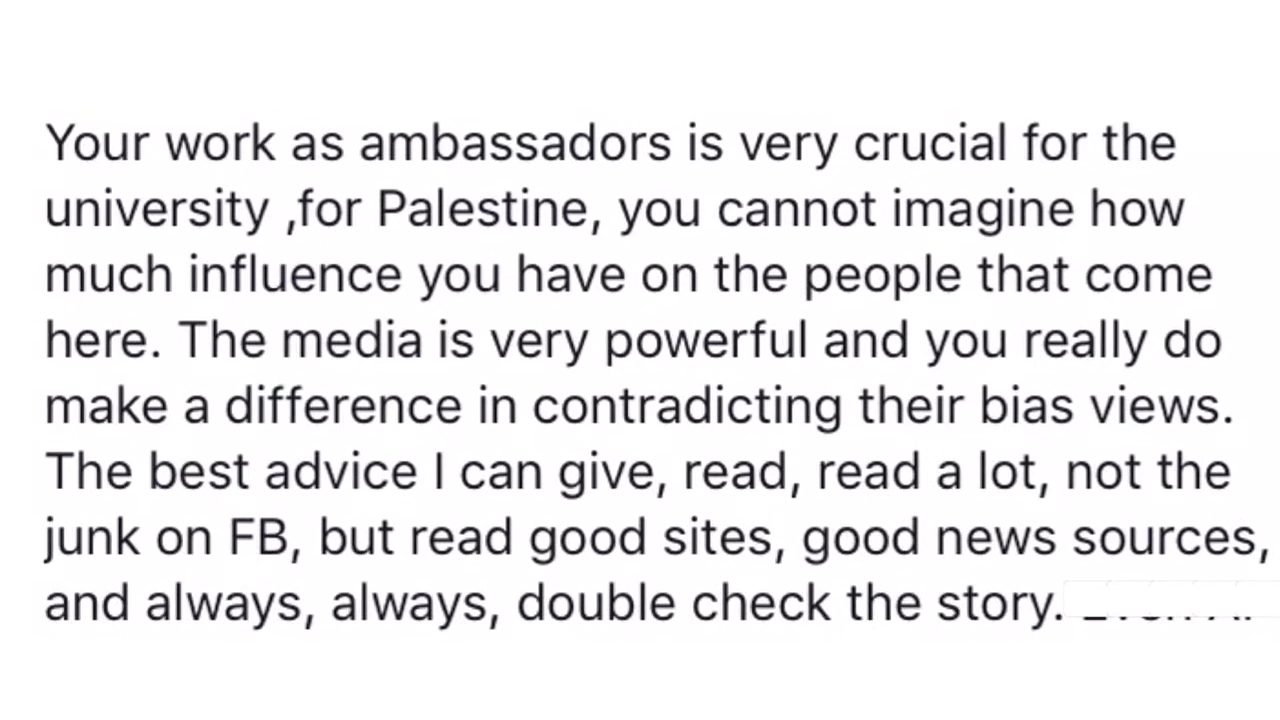 Your work as ambassadors is very crucial for the
university ,for Palestine, you cannot imagine how
much influence you have on the people that come
here. The media is very powerful and you really do
make a difference in contradicting their bias views.
The best advice I can give, read, read a lot, not the
junk on FB, but read good sites, good news sources,
and always, always, double check the story.